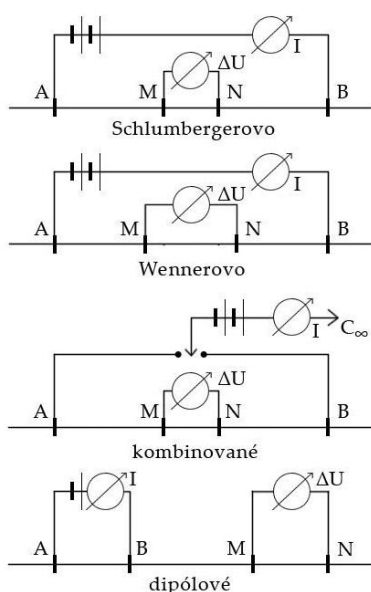 ΔU
I
A M N B
Schlumbergerovo
ΔU
I
A M N B
Wennerovo
I C∞
ΔU
A M N B
kombinované
I ΔU
A B M N
dipólové